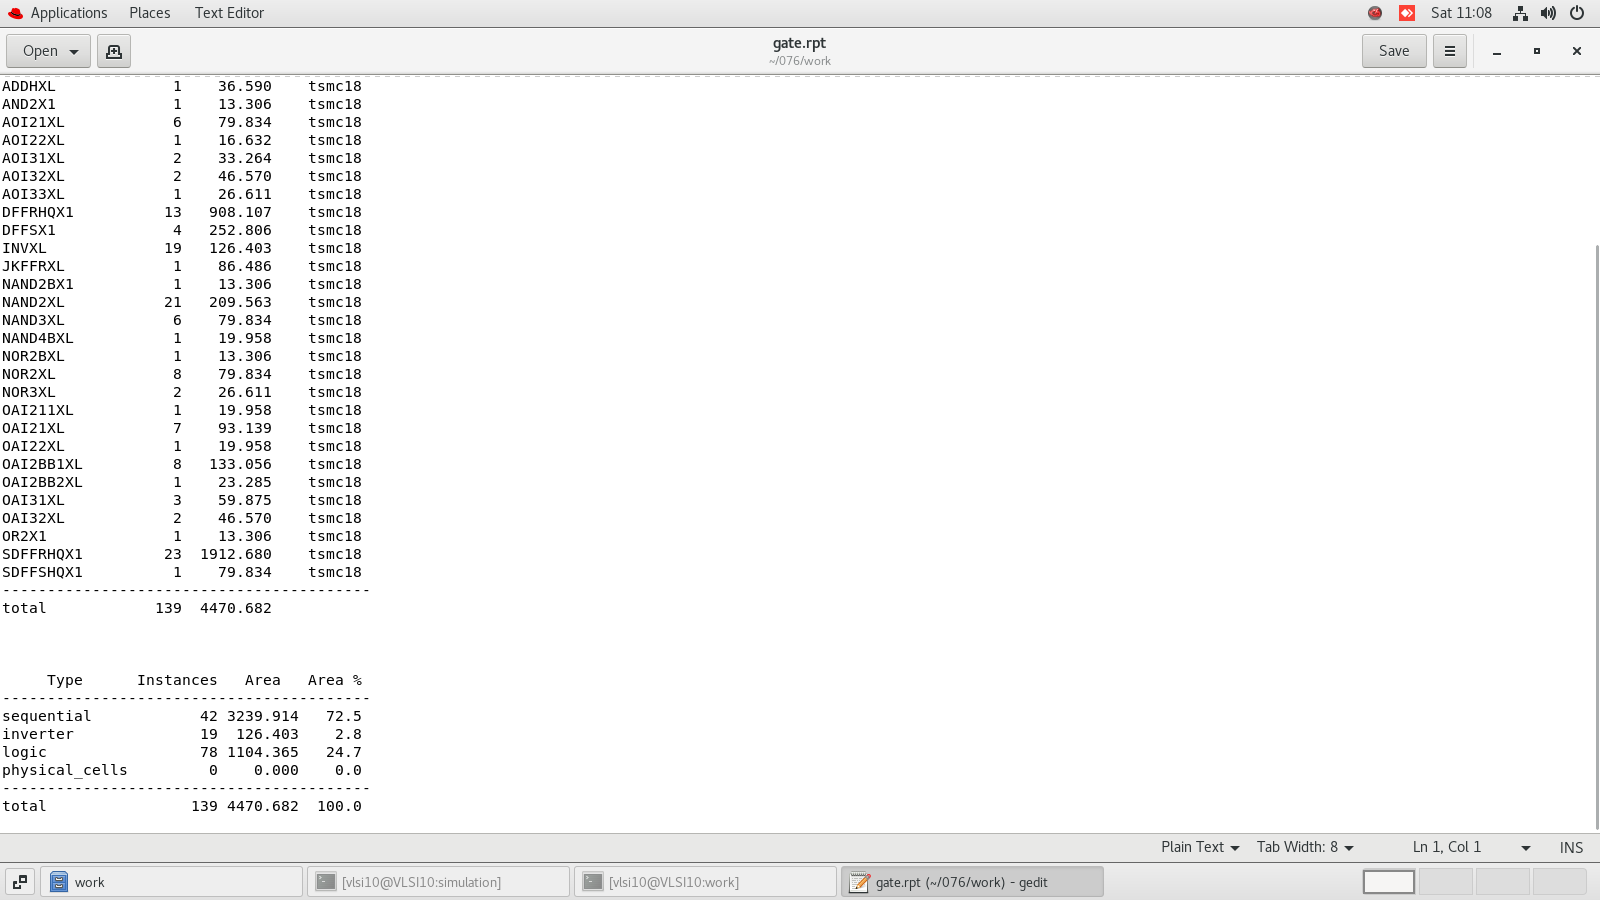 Applications Places Text Editor Sat 11:08
Open gate.rpt Save
~/076/work
ADDHXL 1 36.590 tsmc18
AND2X1 1 13.306 tsmc18
AOI21XL 6 79.834 tsmc18
AOI22XL 1 16.632 tsmc18
AOI31XL 2 33.264 tsmc18
AOI32XL 2 46.570 tsmc18
AOI33XL 1 26.611 tsmc18
DFFRHQX1 13 908.107 tsmc18
DFFSX1 4 252.806 tsmc18
INVXL 19 126.403 tsmc18
JKFFRXL 1 86.486 tsmc18
NAND2BX1 1 13.306 tsmc18
NAND2XL 21 209.563 tsmc18
NAND3XL 6 79.834 tsmc18
NAND4BXL 1 19.958 tsmc18
NOR2BXL 1 13.306 tsmc18
NOR2XL 8 79.834 tsmc18
NOR3XL 2 26.611 tsmc18
OAI211XL 1 19.958 tsmc18
OAI21XL 7 93.139 tsmc18
OAI22XL 1 19.958 tsmc18
OAI2BB1XL 8 133.056 tsmc18
OAI2BB2XL 1 23.285 tsmc18
OAI31XL 3 59.875 tsmc18
OAI32XL 2 46.570 tsmc18
OR2X1 1 13.306 tsmc18
SDFFRHQX1 23 1912.680 tsmc18
SDFFSHQX1 1 79.834 tsmc18
-----------------------------------------
total 139 4470.682
Type Instances Area Area %
-----------------------------------------
sequential 42 3239.914 72.5
inverter 19 126.403 2.8
logic 78 1104.365 24.7
physical_cells 0 0.000 0.0
-----------------------------------------
total 139 4470.682 100.0
Plain Text Tab Width: 8 Ln 1, Col 1 INS
work [vlsi10@VLSI10:simulation] [vlsi10@VLSI10:work] gate.rpt (~/076/work) - gedit